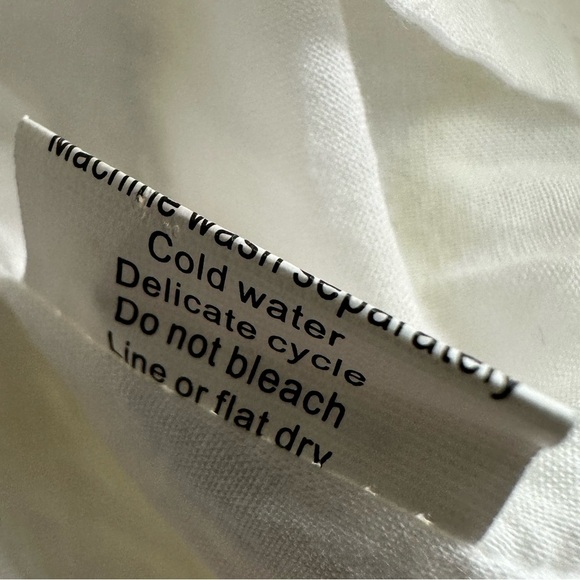 Machine wash separately
Cold water
Delicate cycle
Do not bleach
Line or flat dry